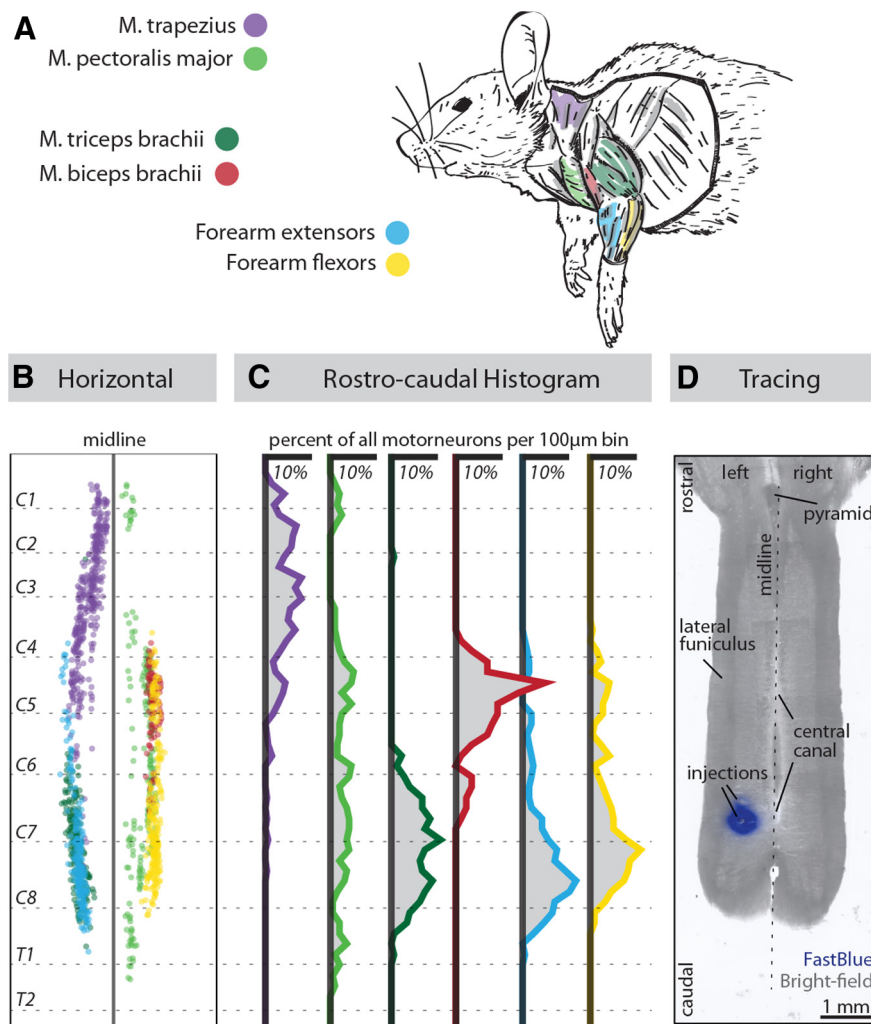 A
M. trapezius
M. pectoralis major
M. triceps brachii
M. biceps brachii
Forearm extensors
Forearm flexors
B Horizontal
midline
C1
C2
C3
C4
C5
C6
C7
C8
T1
T2
C Rostro-caudal Histogram
percent of all motorneurons per 100µm bin
10% 10% 10% 10% 10% 10%
D Tracing
rostral
left right
pyramid
midline
lateral
funiculus
central
canal
injections
caudal
FastBlue
Bright-field
1 mm